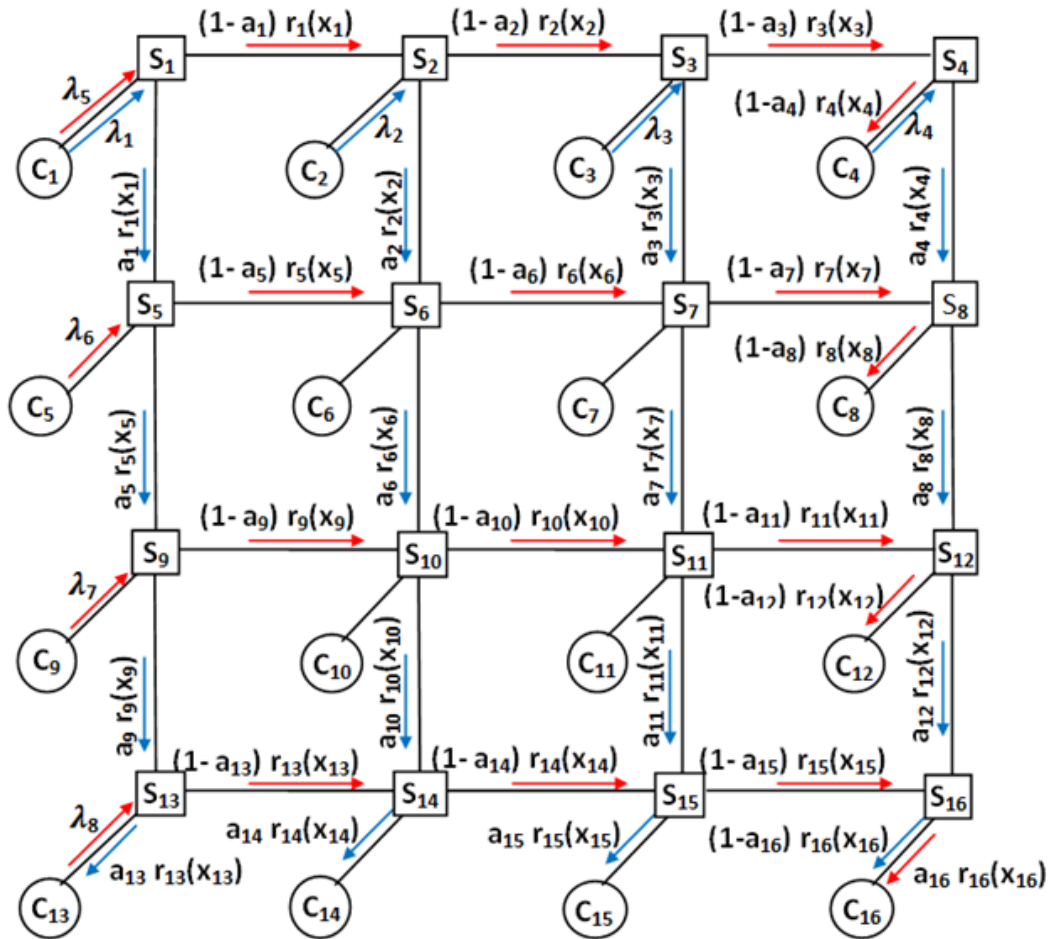 (1- a₁) r₁(x₁) (1- a₂) r₂(x₂) (1- a₃) r₃(x₃)
S₁ S₂ S₃ S₄
λ₅ λ₁ λ₂ λ₃ (1-a₄) r₄(x₄) λ₄
C₁ C₂ C₃ C₄
a₁ r₁(x₁) a₂ r₂(x₂) a₃ r₃(x₃) a₄ r₄(x₄)
(1- a₅) r₅(x₅) (1- a₆) r₆(x₆) (1- a₇) r₇(x₇)
S₅ S₆ S₇ S₈
λ₆ (1-a₈) r₈(x₈)
C₅ C₆ C₇ C₈
a₅ r₅(x₅) a₆ r₆(x₆) a₇ r₇(x₇) a₈ r₈(x₈)
(1- a₉) r₉(x₉) (1- a₁₀) r₁₀(x₁₀) (1- a₁₁) r₁₁(x₁₁)
S₉ S₁₀ S₁₁ S₁₂
λ₇ (1-a₁₂) r₁₂(x₁₂)
C₉ C₁₀ C₁₁ C₁₂
a₉ r₉(x₉) a₁₀ r₁₀(x₁₀) a₁₁ r₁₁(x₁₁) a₁₂ r₁₂(x₁₂)
(1- a₁₃) r₁₃(x₁₃) (1- a₁₄) r₁₄(x₁₄) (1- a₁₅) r₁₅(x₁₅)
S₁₃ S₁₄ S₁₅ S₁₆
λ₈ a₁₄ r₁₄(x₁₄) a₁₅ r₁₅(x₁₅) (1-a₁₆) r₁₆(x₁₆)
a₁₃ r₁₃(x₁₃) a₁₆ r₁₆(x₁₆)
C₁₃ C₁₄ C₁₅ C₁₆